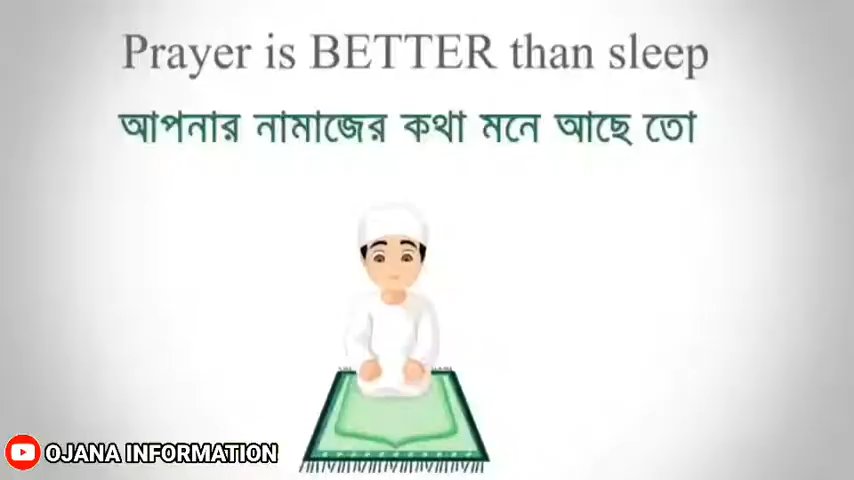 Prayer is BETTER than sleep
আপনার নামাজের কথা মনে আছে তো
OJANA INFORMATION